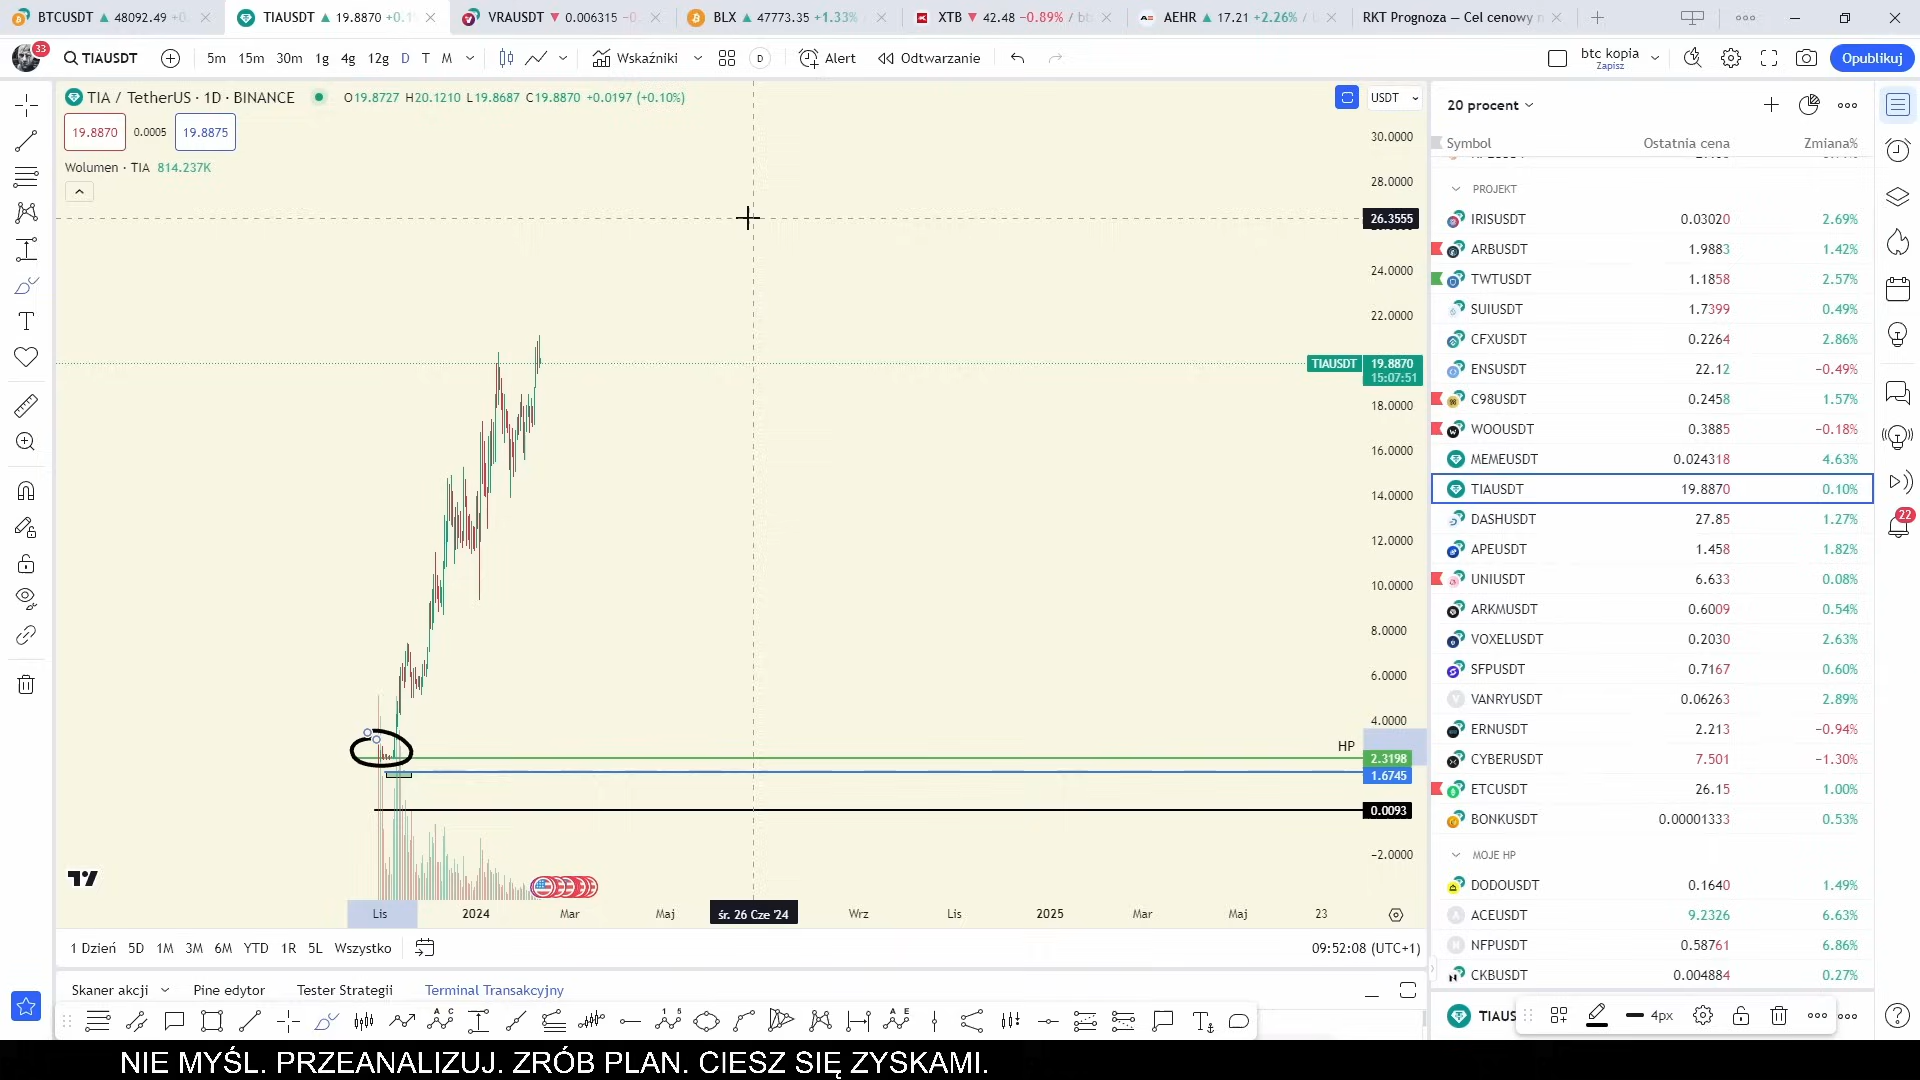 BTCUSDT ▲ 48092.49
TIAUSDT ▲ 19.8870 +0.1
VRAUSDT ▼ 0.006315
BLX ▲ 47773.35 +1.33%
XTB ▼ 42.48 −0.89% /
AEHR ▲ 17.21 +2.26% /
RKT Prognoza — Cel cenowy
33
TIAUSDT
5m 15m 30m 1g 4g 12g D T M
Wskaźniki
D
Alert
Odtwarzanie
btc kopia
Zapisz
Opublikuj
TIA / TetherUS · 1D · BINANCE
O19.8727 H20.1210 L19.8687 C19.8870 +0.0197 (+0.10%)
USDT
19.8870 0.0005 19.8875
Wolumen · TIA 814.237K
30.0000
28.0000
26.3555
24.0000
22.0000
TIAUSDT 19.8870
15:07:51
18.0000
16.0000
14.0000
12.0000
10.0000
8.0000
6.0000
4.0000
HP
2.3198
1.6745
0.0093
−2.0000
Lis 2024 Mar Maj śr. 26 Cze '24 Wrz Lis 2025 Mar Maj 23
1 Dzień 5D 1M 3M 6M YTD 1R 5L Wszystko
09:52:08 (UTC+1)
Skaner akcji Pine edytor Tester Strategii Terminal Transakcyjny
20 procent
Symbol Ostatnia cena Zmiana%
PROJEKT
IRISUSDT 0.03020 2.69%
ARBUSDT 1.9883 1.42%
TWTUSDT 1.1858 2.57%
SUIUSDT 1.7399 0.49%
CFXUSDT 0.2264 2.86%
ENSUSDT 22.12 −0.49%
C98USDT 0.2458 1.57%
WOOUSDT 0.3885 −0.18%
MEMEUSDT 0.024318 4.63%
TIAUSDT 19.8870 0.10%
DASHUSDT 27.85 1.27%
APEUSDT 1.458 1.82%
UNIUSDT 6.633 0.08%
ARKMUSDT 0.6009 0.54%
VOXELUSDT 0.2030 2.63%
SFPUSDT 0.7167 0.60%
VANRYUSDT 0.06263 2.89%
ERNUSDT 2.213 −0.94%
CYBERUSDT 7.501 −1.30%
ETCUSDT 26.15 1.00%
BONKUSDT 0.00001333 0.53%
MOJE HP
DODOUSDT 0.1640 1.49%
ACEUSDT 9.2326 6.63%
NFPUSDT 0.58761 6.86%
CKBUSDT 0.004884 0.27%
22
TIAUS
4px
NIE MYŚL. PRZEANALIZUJ. ZRÓB PLAN. CIESZ SIĘ ZYSKAMI.